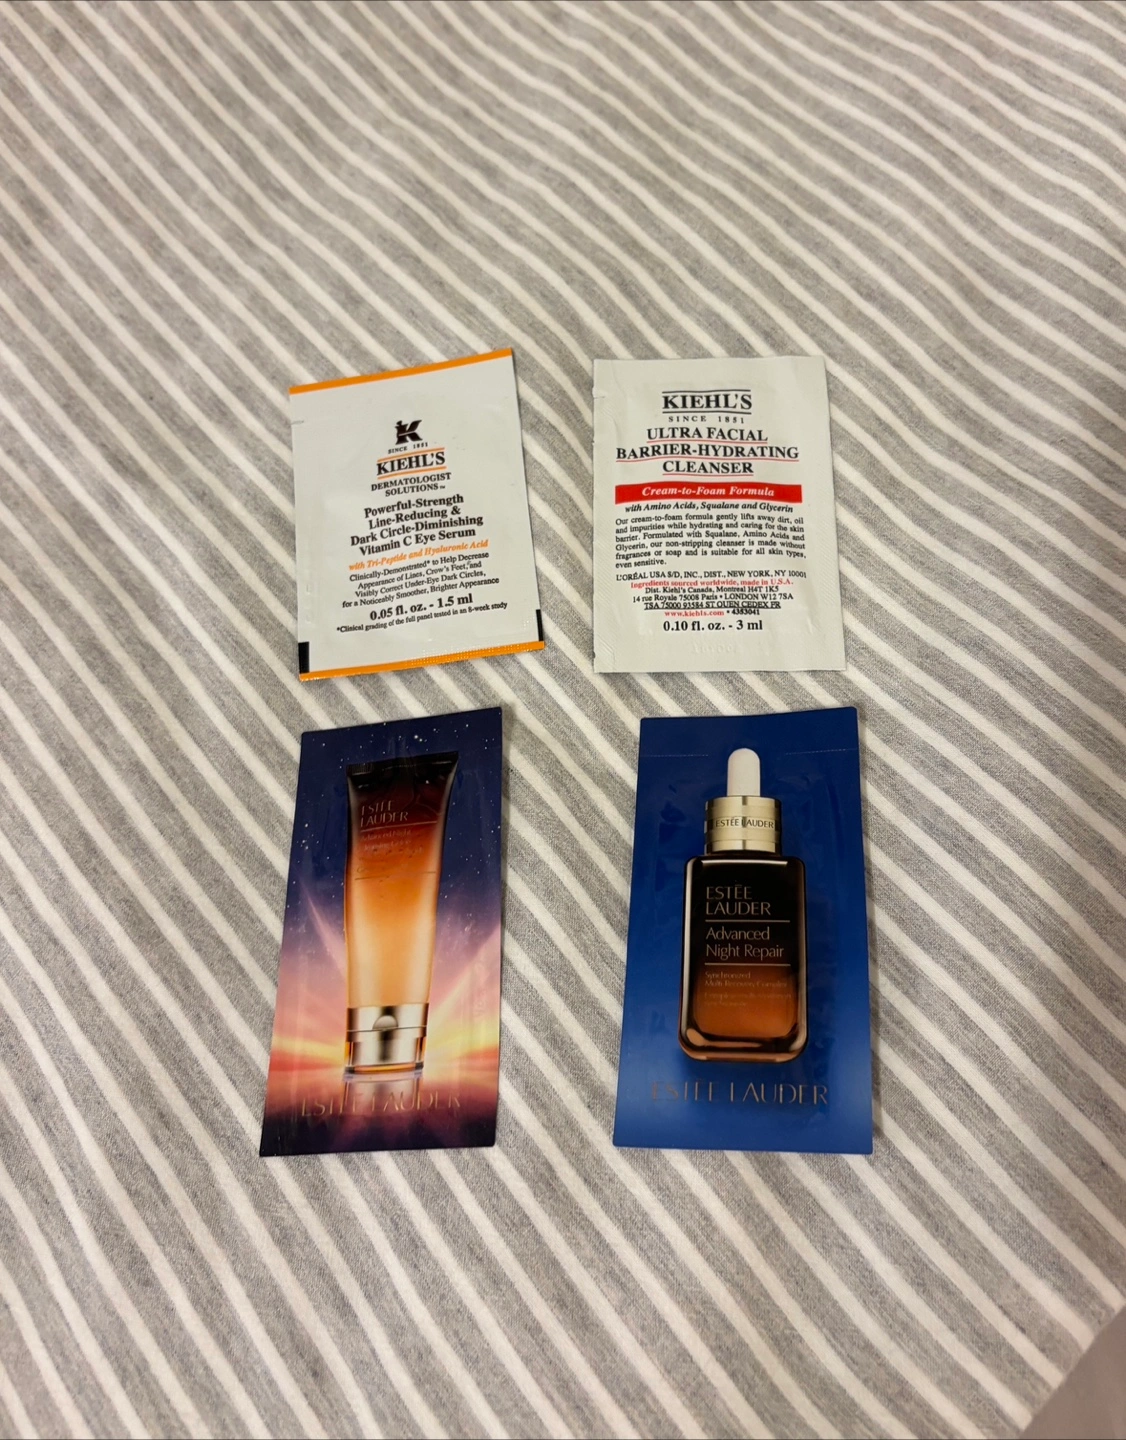 K
SINCE 1851
KIEHL'S
DERMATOLOGIST
SOLUTIONS™
Powerful-Strength
Line-Reducing &
Dark Circle-Diminishing
Vitamin C Eye Serum
with Tri-Peptide and Hyaluronic Acid
Clinically-Demonstrated* to Help Decrease
Appearance of Lines, Crow's Feet, and
Visibly Correct Under-Eye Dark Circles,
for a Noticeably Smoother, Brighter Appearance
0.05 fl. oz. - 1.5 ml
*Clinical grading of the full panel tested in an 8-week study
KIEHL'S
SINCE 1851
ULTRA FACIAL
BARRIER-HYDRATING
CLEANSER
Cream-to-Foam Formula
with Amino Acids, Squalane and Glycerin
Our cream-to-foam formula gently lifts away dirt, oil
and impurities while hydrating and caring for the skin
barrier. Formulated with Squalane, Amino Acids and
Glycerin, our non-stripping cleanser is made without
fragrances or soap and is suitable for all skin types,
even sensitive.
L'ORÉAL USA S/D, INC., DIST., NEW YORK, NY 10001
Ingredients sourced worldwide, made in U.S.A.
Dist. Kiehl's Canada, Montreal H4T 1K5
14 rue Royale 75008 Paris • LONDON W12 7SA
TSA 75000 93584 ST OUEN CEDEX PR
www.kiehls.com • 4383041
0.10 fl. oz. - 3 ml
ESTĒE
LAUDER
Advanced Night
ESTĒE LAUDER
ESTĒE LAUDER
ESTĒE
LAUDER
Advanced
Night Repair
Synchronized
Multi-Recovery Complex
ESTĒE LAUDER